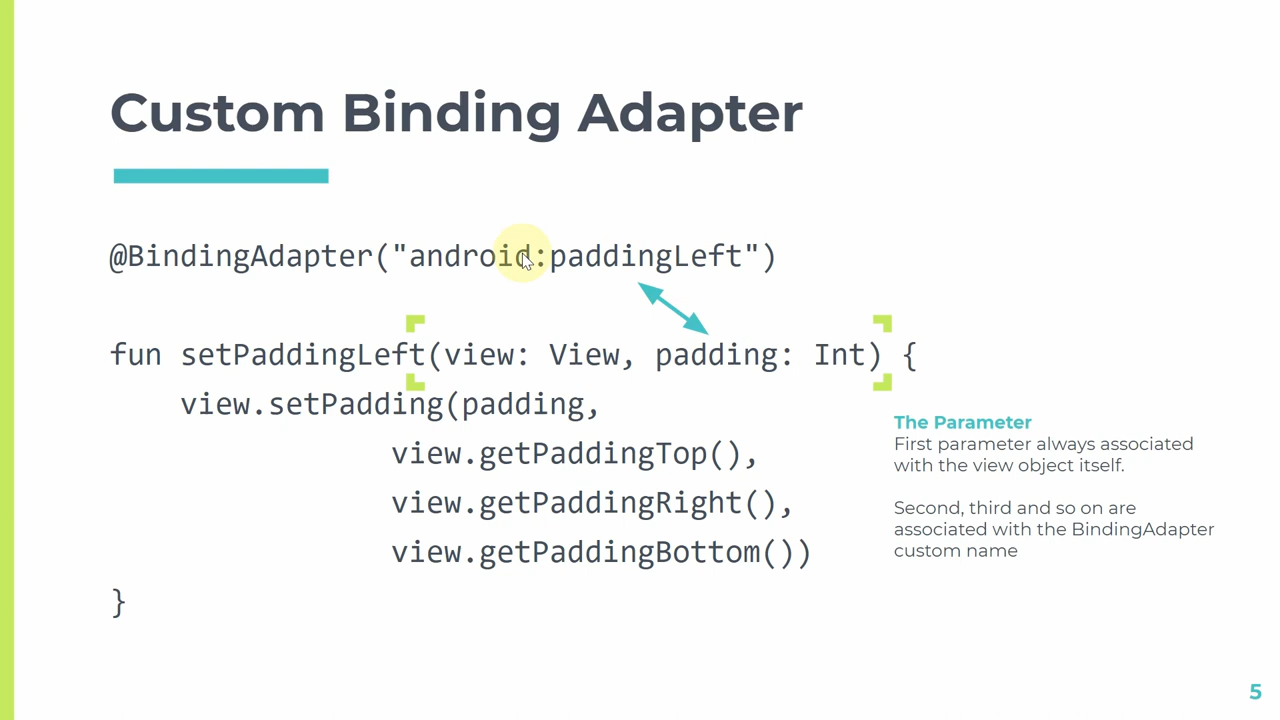 Custom Binding Adapter
@BindingAdapter("android:paddingLeft")
fun setPaddingLeft(view: View, padding: Int) {
view.setPadding(padding,
view.getPaddingTop(),
view.getPaddingRight(),
view.getPaddingBottom())
}
The Parameter
First parameter always associated
with the view object itself.
Second, third and so on are
associated with the BindingAdapter
custom name
5